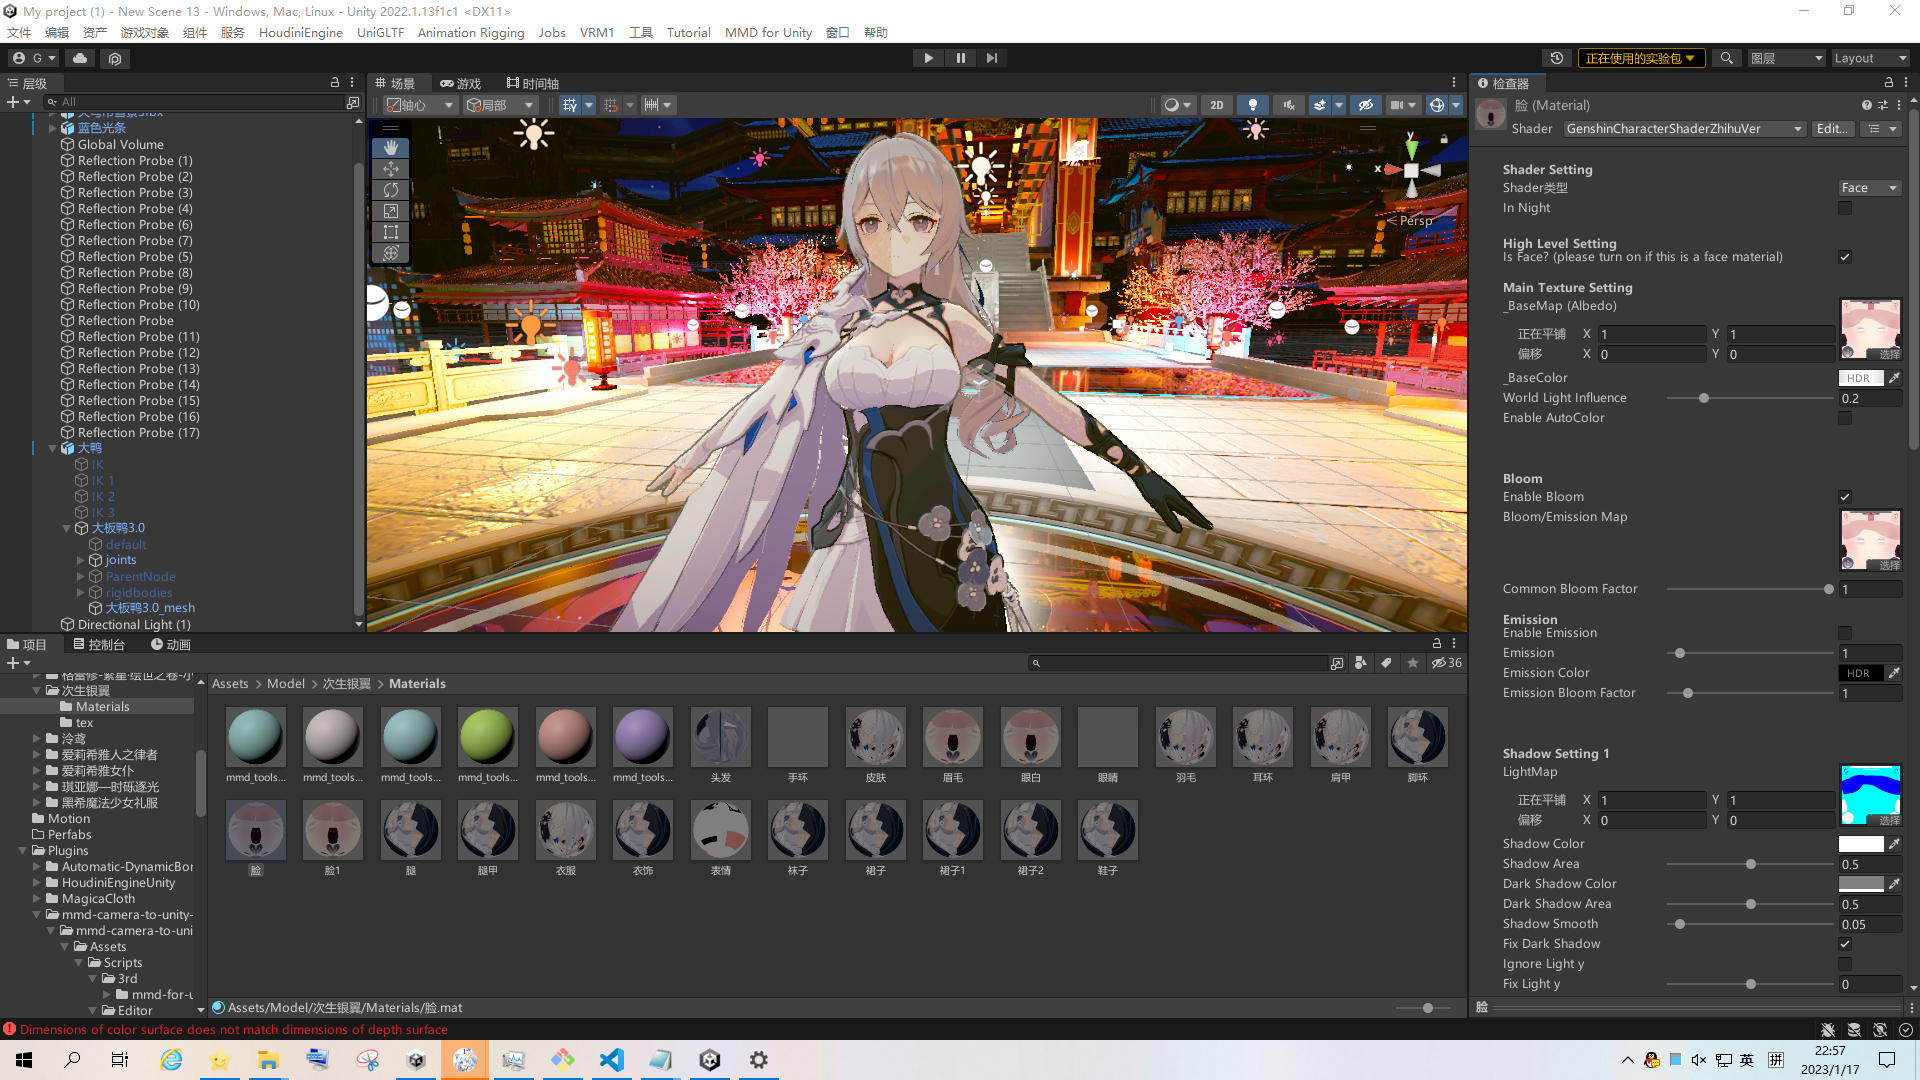 My project (1) - New Scene 13 - Windows, Mac, Linux - Unity 2022.1.13f1c1 <DX11>
文件 编辑 资产 游戏对象 组件 服务 HoudiniEngine UniGLTF Animation Rigging Jobs VRM1 工具 Tutorial MMD for Unity 窗口 帮助
G
正在使用的实验包
图层
Layout
层级
All
蓝色光条
Global Volume
Reflection Probe (1)
Reflection Probe (2)
Reflection Probe (3)
Reflection Probe (4)
Reflection Probe (6)
Reflection Probe (7)
Reflection Probe (5)
Reflection Probe (8)
Reflection Probe (9)
Reflection Probe (10)
Reflection Probe
Reflection Probe (11)
Reflection Probe (12)
Reflection Probe (13)
Reflection Probe (14)
Reflection Probe (15)
Reflection Probe (16)
Reflection Probe (17)
大鸭
IK
IK 1
IK 2
IK 3
大板鸭3.0
default
joints
ParentNode
rigidbodies
大板鸭3.0_mesh
Directional Light (1)
场景 游戏 时间轴
轴心 局部 2D
y
x
Persp
检查器
脸 (Material)
Shader GenshinCharacterShaderZhihuVer Edit...
Shader Setting
Shader类型 Face
In Night
High Level Setting
Is Face? (please turn on if this is a face material)
Main Texture Setting
_BaseMap (Albedo)
正在平铺 X 1 Y 1
偏移 X 0 Y 0
选择
_BaseColor HDR
World Light Influence 0.2
Enable AutoColor
Bloom
Enable Bloom
Bloom/Emission Map
选择
Common Bloom Factor 1
Emission
Enable Emission
Emission 1
Emission Color HDR
Emission Bloom Factor 1
Shadow Setting 1
LightMap
正在平铺 X 1 Y 1
偏移 X 0 Y 0
选择
Shadow Color
Shadow Area 0.5
Dark Shadow Color
Dark Shadow Area 0.5
Shadow Smooth 0.05
Fix Dark Shadow
Ignore Light y
Fix Light y 0
脸
项目 控制台 动画
36
次生银翼
Materials
tex
泠鸢
爱莉希雅人之律者
爱莉希雅女仆
琪亚娜—时砾逐光
黑希魔法少女礼服
Motion
Perfabs
Plugins
Automatic-DynamicBor
HoudiniEngineUnity
MagicaCloth
mmd-camera-to-unity-
mmd-camera-to-uni
Assets
Scripts
3rd
mmd-for-u
Editor
Assets > Model > 次生银翼 > Materials
mmd_tools... mmd_tools... mmd_tools... mmd_tools... mmd_tools... mmd_tools... 头发 手环 皮肤 眉毛 眼白 眼睛 羽毛 耳环 肩甲 脚环
脸 脸1 腿 腿甲 衣服 衣饰 表情 袜子 裙子 裙子1 裙子2 鞋子
Assets/Model/次生银翼/Materials/脸.mat
Dimensions of color surface does not match dimensions of depth surface
英 拼
22:57
2023/1/17